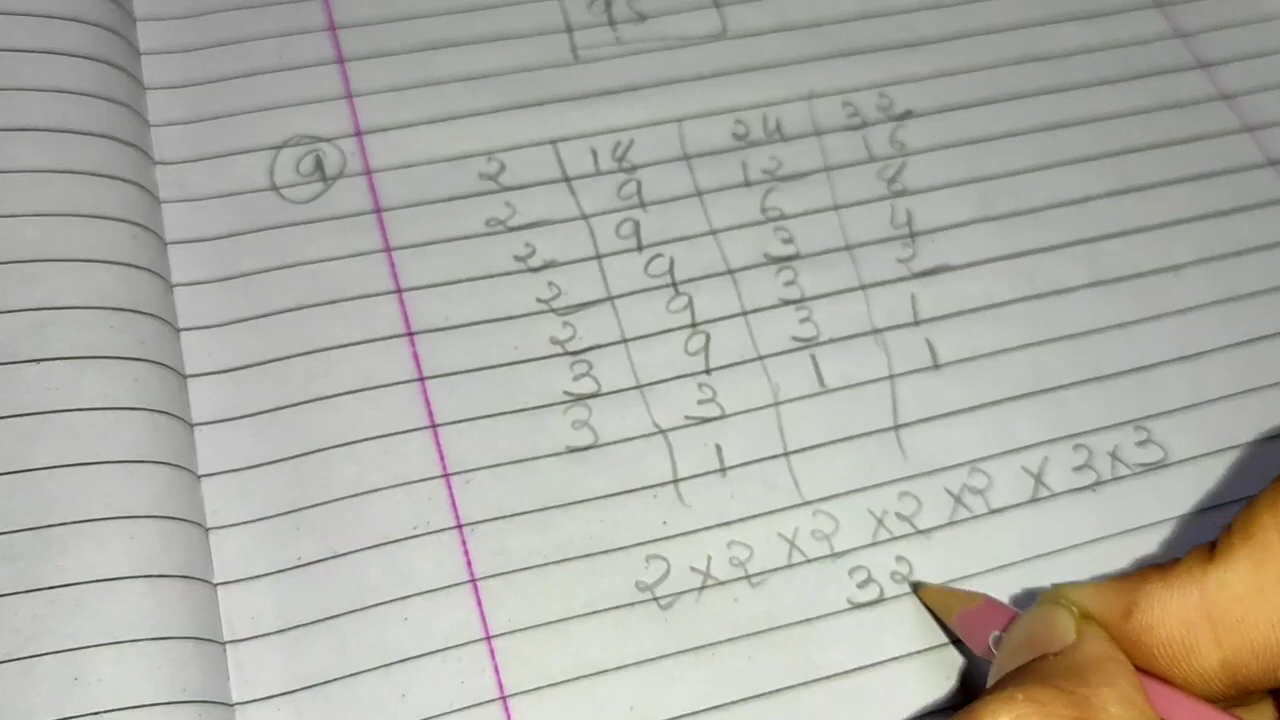 95
9
2 18 24 32
2 9 12 16
2 9 6 8
2 9 3 4
2 9 3 2
3 9 3 1
3 3 1 1
1
2 × 2 × 2 × 2 × 2 × 3 × 3
32